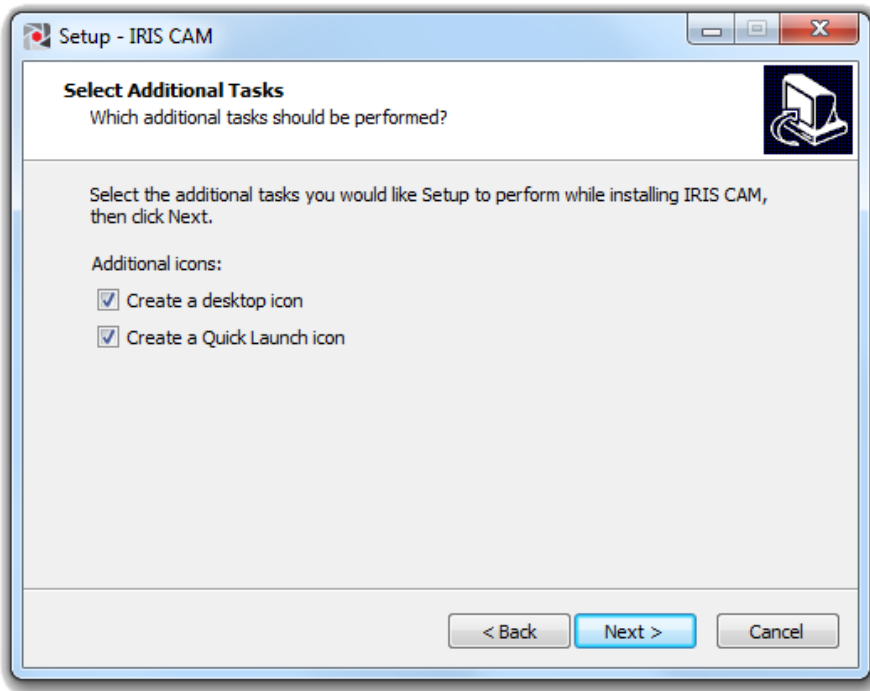 Setup - IRIS CAM
Select Additional Tasks
Which additional tasks should be performed?
Select the additional tasks you would like Setup to perform while installing IRIS CAM,
then click Next.
Additional icons:
Create a desktop icon
Create a Quick Launch icon
< Back
Next >
Cancel